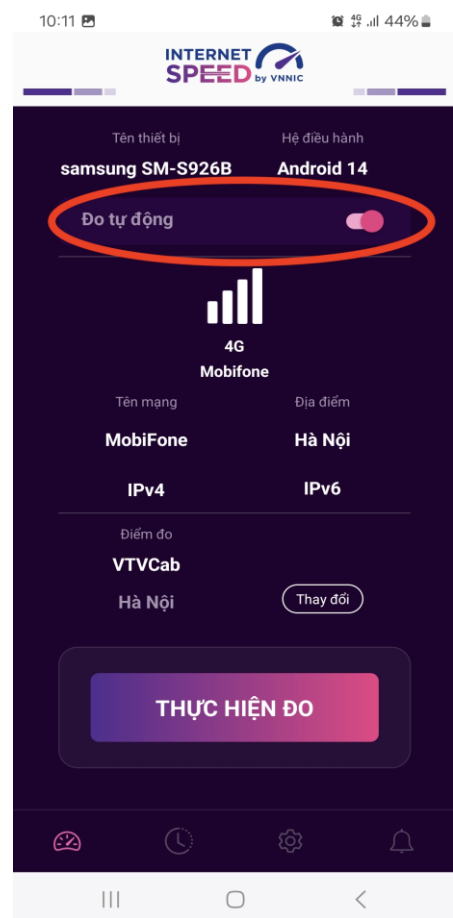 10:11 4G 44%
INTERNET
SPEED by VNNIC
Tên thiết bị Hệ điều hành
samsung SM-S926B Android 14
Đo tự động
4G
Mobifone
Tên mạng Địa điểm
MobiFone Hà Nội
IPv4 IPv6
Điểm đo
VTVCab
Hà Nội Thay đổi
THỰC HIỆN ĐO